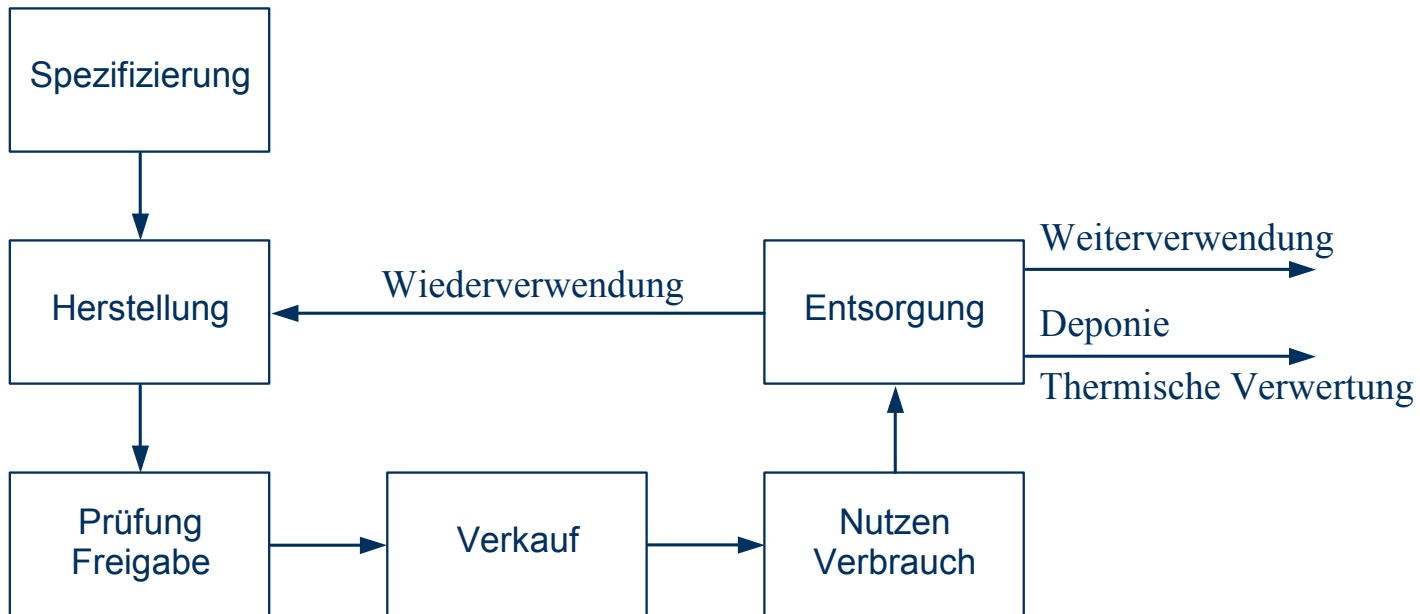 Spezifizierung
Weiterverwendung
Wiederverwendung
Herstellung
Entsorgung
Deponie
Thermische Verwertung
Prüfung
Freigabe
Verkauf
Nutzen
Verbrauch